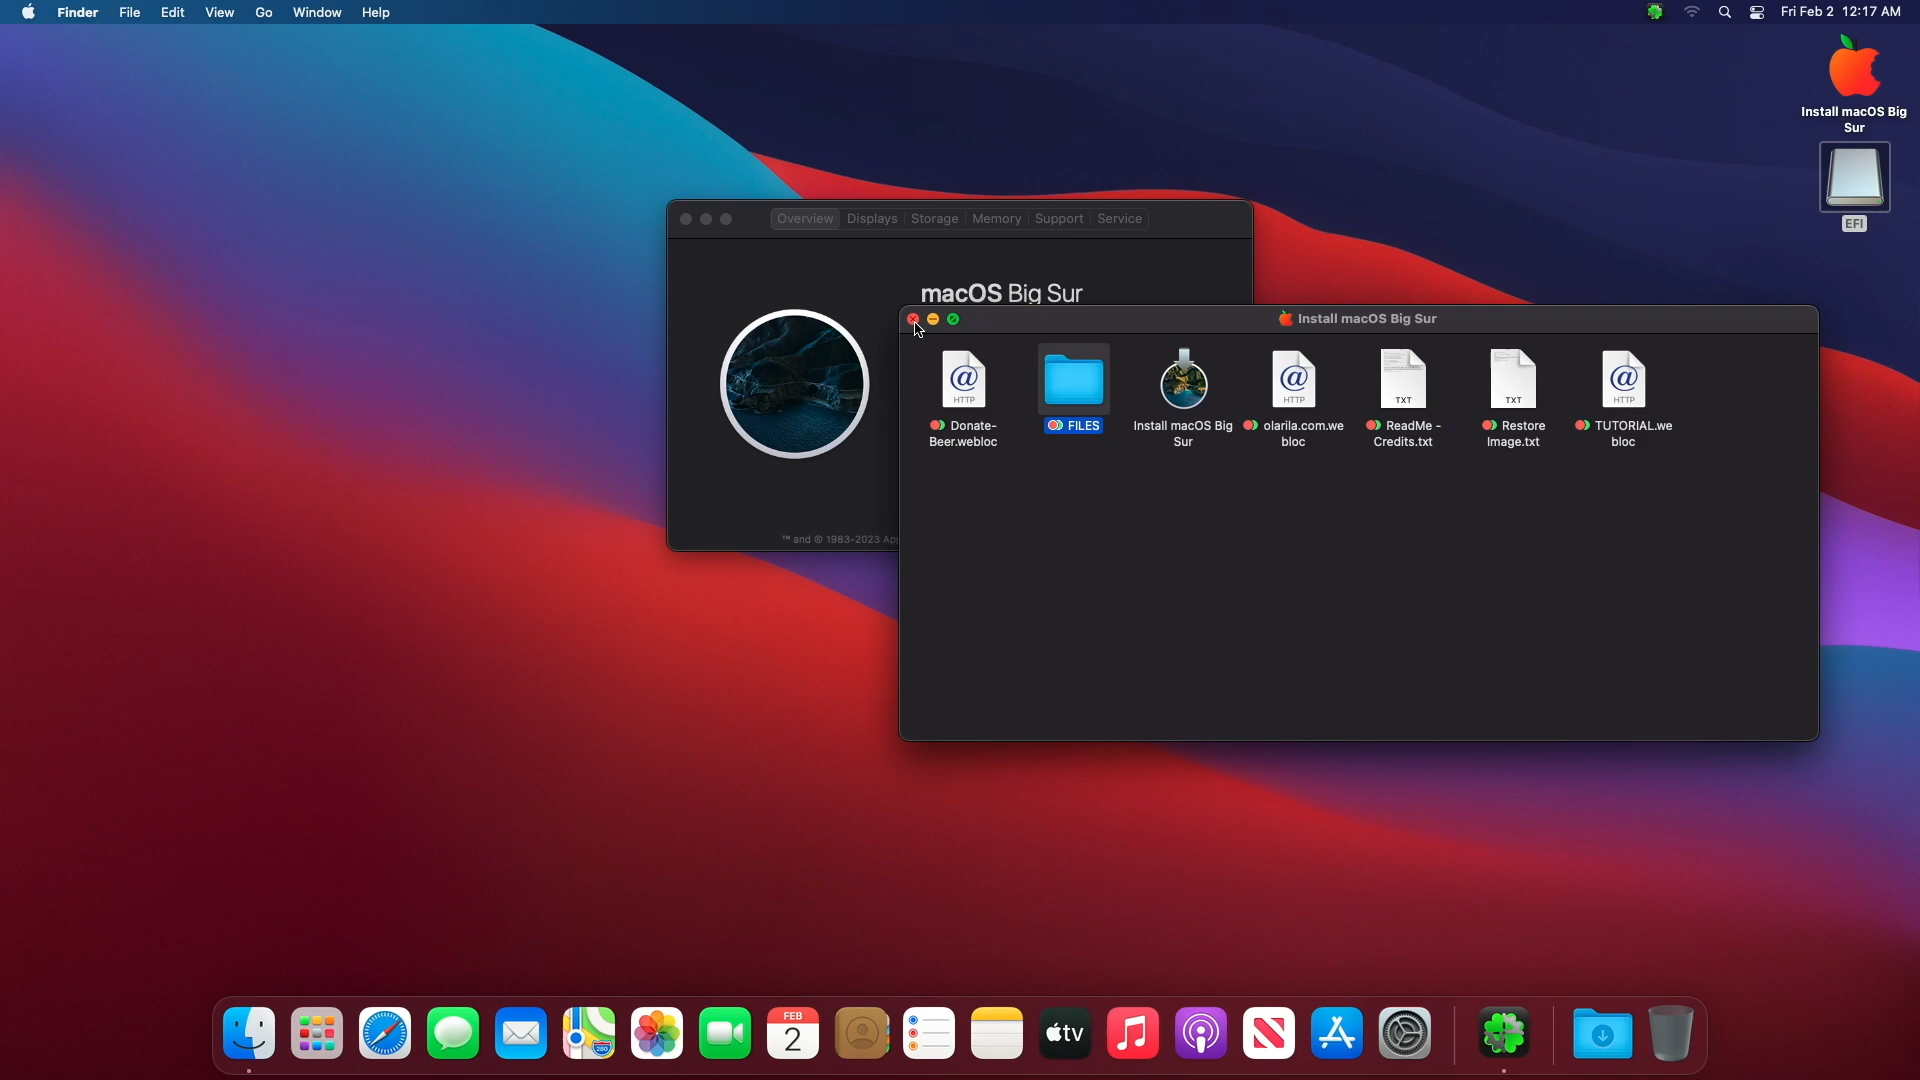 Finder File Edit View Go Window Help
Fri Feb 2 12:17 AM
Install macOS Big
Sur
EFI
Overview Displays Storage Memory Support Service
macOS Big Sur
™ and © 1983-2023 App
Install macOS Big Sur
HTTP
Donate-
Beer.webloc
FILES
Install macOS Big
Sur
HTTP
olarila.com.we
bloc
TXT
ReadMe -
Credits.txt
TXT
Restore
Image.txt
HTTP
TUTORIAL.we
bloc
280
FEB
2
tv